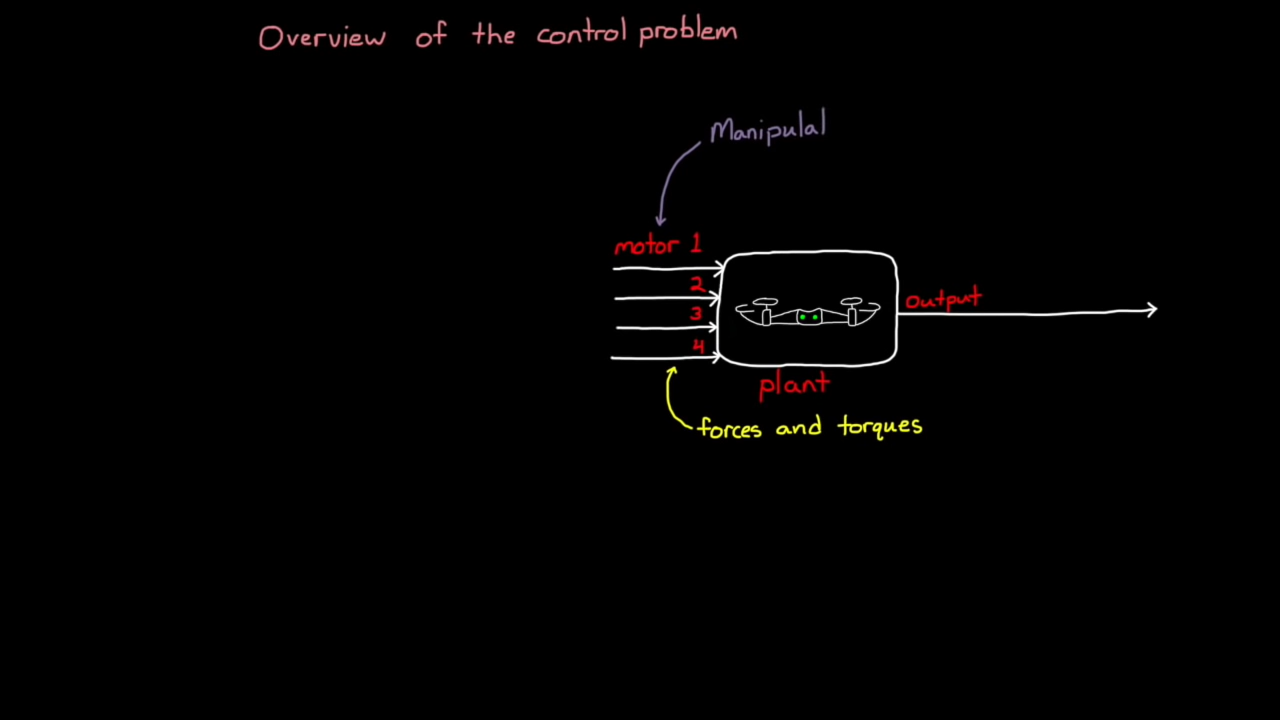 Overview of the control problem
Manipulal
motor 1
2
3
4
Output
plant
forces and torques